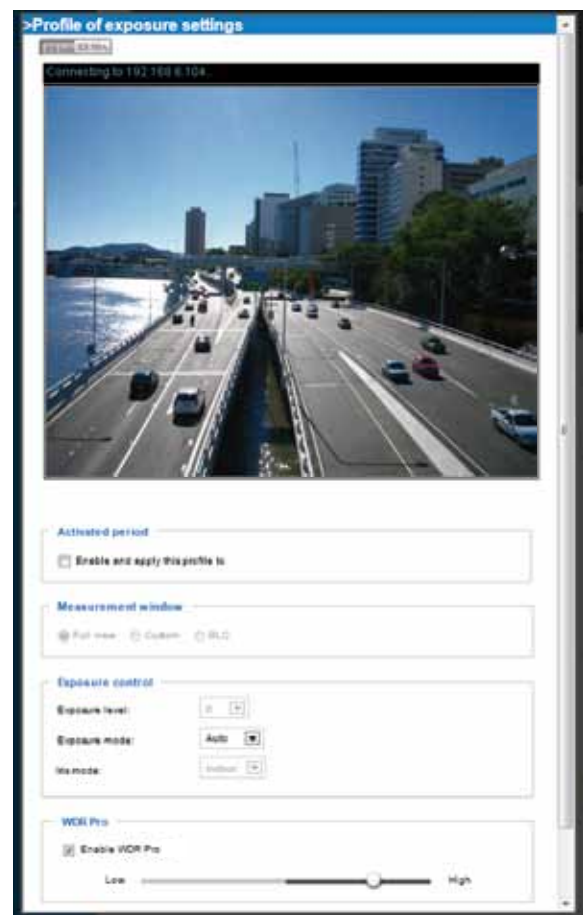 >Profile of exposure settings
Connecting to 192.168.6.104...
Activated period
Enable and apply this profile to
Measurement window
Full view Custom BLC
Exposure control
Exposure level: 0
Exposure mode: Auto
Iris mode: Indoor
WDR Pro
Enable WDR Pro
Low High